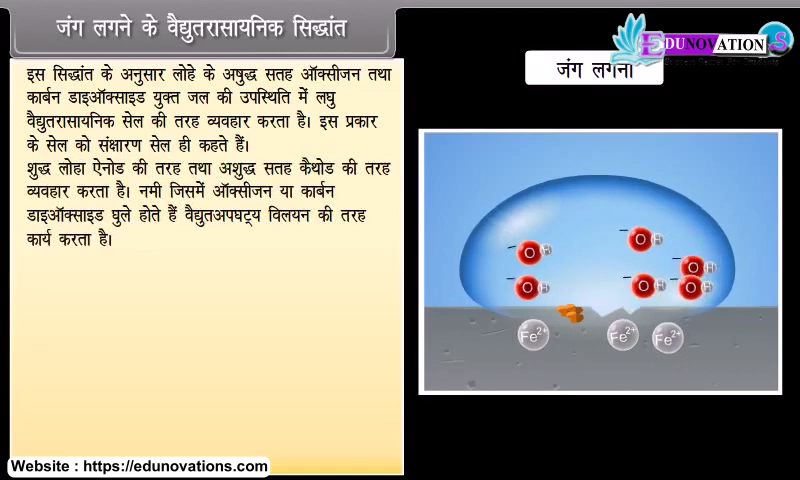 जंग लगने के वैद्युतरासायनिक सिद्धांत
EDUNOVATION S
जंग लगना
इस सिद्धांत के अनुसार लोहे के अषुद्ध सतह ऑक्सीजन तथा
कार्बन डाइऑक्साइड युक्त जल की उपस्थिति में लघु
वैद्युतरासायनिक सेल की तरह व्यवहार करता है। इस प्रकार
के सेल को संक्षारण सेल ही कहते हैं।
शुद्ध लोहा ऐनोड की तरह तथा अशुद्ध सतह कैथोड की तरह
व्यवहार करता है। नमी जिसमें ऑक्सीजन या कार्बन
डाइऑक्साइड घुले होते हैं वैद्युतअपघट्य विलयन की तरह
कार्य करता है।
O H
O H
O H
O H
O H
O H
Fe2+
Fe2+
Fe2+
Website : https://edunovations.com